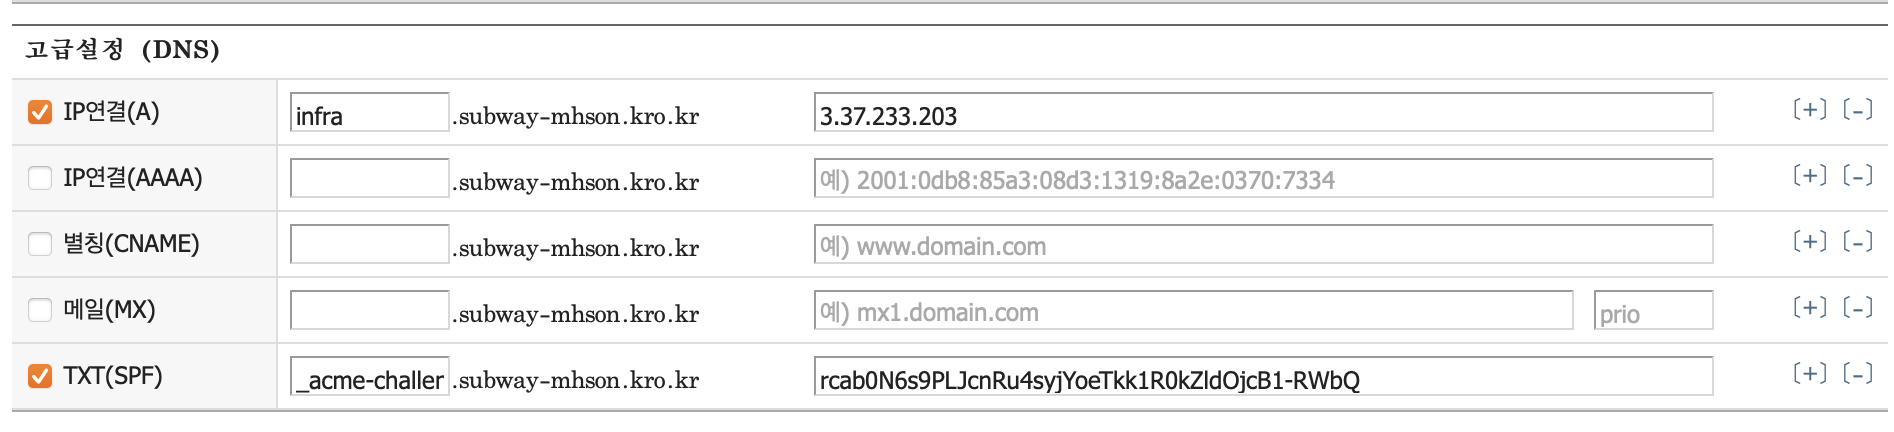 고급설정 (DNS)
IP연결(A) infra .subway-mhson.kro.kr 3.37.233.203 [+] [-]
IP연결(AAAA) .subway-mhson.kro.kr 예) 2001:0db8:85a3:08d3:1319:8a2e:0370:7334 [+] [-]
별칭(CNAME) .subway-mhson.kro.kr 예) www.domain.com [+] [-]
메일(MX) .subway-mhson.kro.kr 예) mx1.domain.com prio [+] [-]
TXT(SPF) _acme-challer .subway-mhson.kro.kr rcab0N6s9PLJcnRu4syjYoeTkk1R0kZldOjcB1-RWbQ [+] [-]